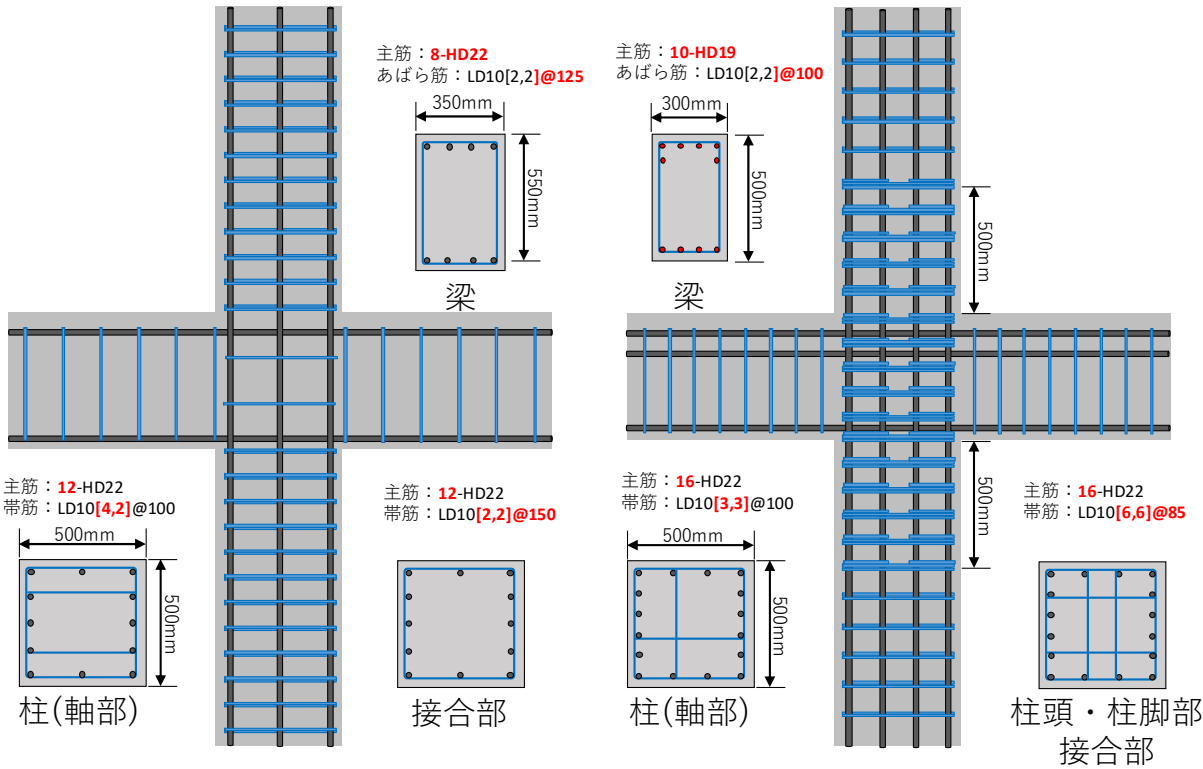 主筋：8-HD22
あばら筋：LD10[2,2]@125
350mm
550mm
梁
主筋：10-HD19
あばら筋：LD10[2,2]@100
300mm
500mm
梁
500mm
500mm
主筋：12-HD22
帯筋：LD10[4,2]@100
500mm
500mm
柱(軸部)
主筋：12-HD22
帯筋：LD10[2,2]@150
接合部
主筋：16-HD22
帯筋：LD10[3,3]@100
500mm
500mm
柱(軸部)
主筋：16-HD22
帯筋：LD10[6,6]@85
柱頭・柱脚部
接合部